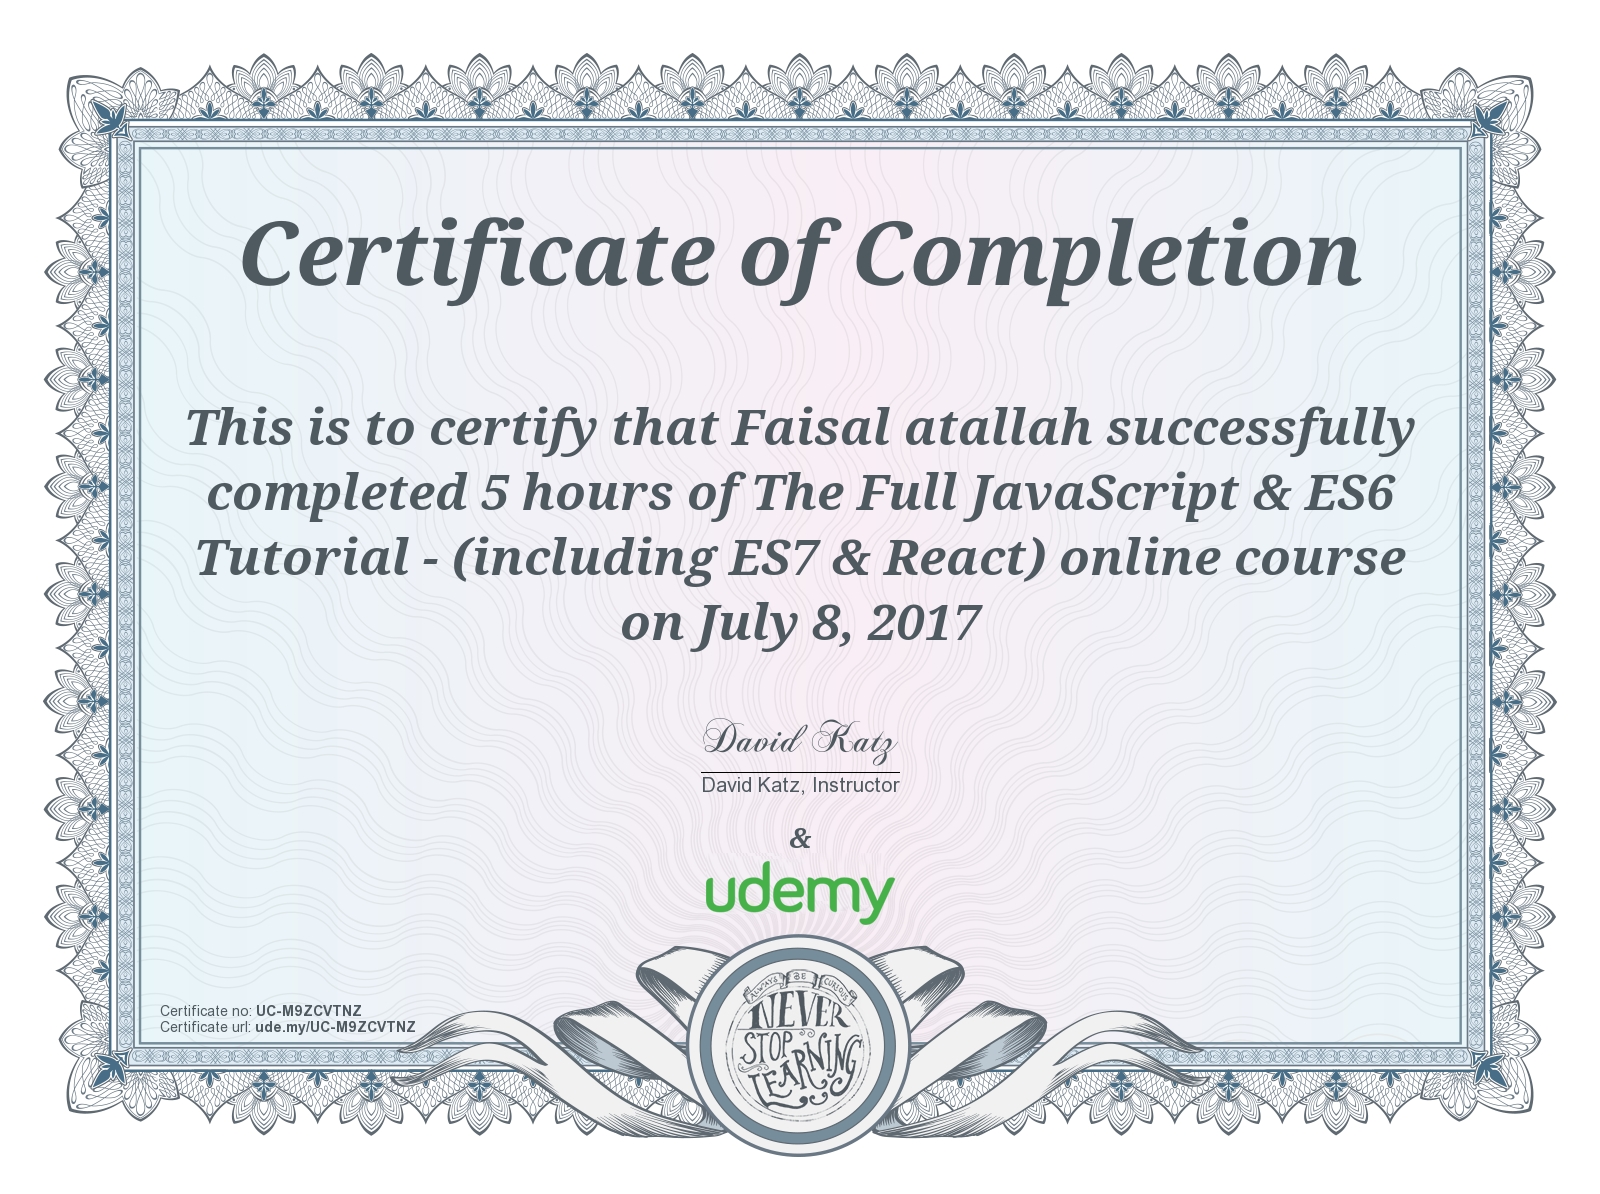 Certificate of Completion
This is to certify that Faisal atallah successfully
completed 5 hours of The Full JavaScript & ES6
Tutorial - (including ES7 & React) online course
on July 8, 2017
David Katz
David Katz, Instructor
&
udemy
Certificate no: UC-M9ZCVTNZ
Certificate url: ude.my/UC-M9ZCVTNZ
ALWAYS BE CURIOUS
NEVER
STOP
LEARNING